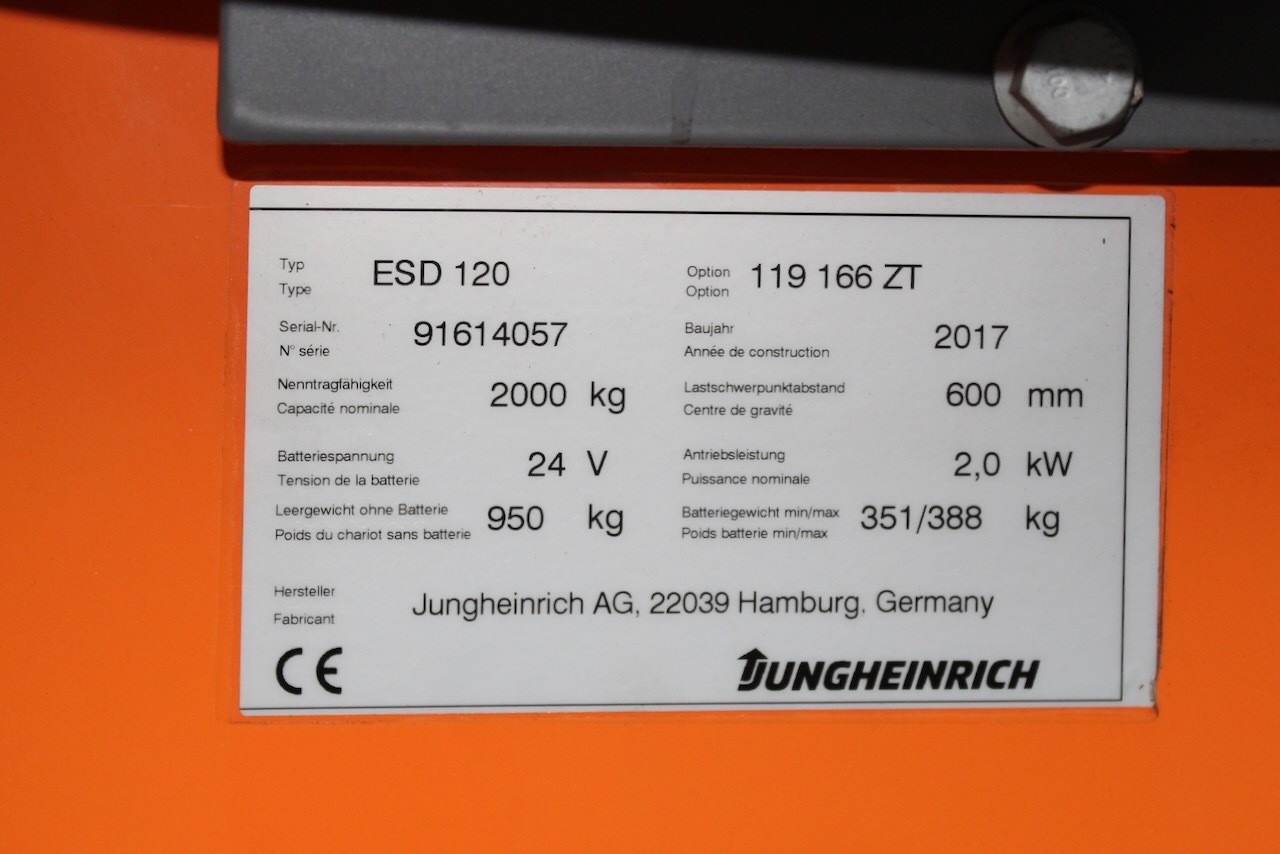 Typ
Type
ESD 120
Option
Option
119 166 ZT
Serial-Nr.
N° série
91614057
Baujahr
Année de construction
2017
Nenntragfähigkeit
Capacité nominale
2000 kg
Lastschwerpunktabstand
Centre de gravité
600 mm
Batteriespannung
Tension de la batterie
24 V
Antriebsleistung
Puissance nominale
2,0 kW
Leergewicht ohne Batterie
Poids du chariot sans batterie
950 kg
Batteriegewicht min/max
Poids batterie min/max
351/388 kg
Hersteller
Fabricant
Jungheinrich AG, 22039 Hamburg, Germany
CE
JUNGHEINRICH